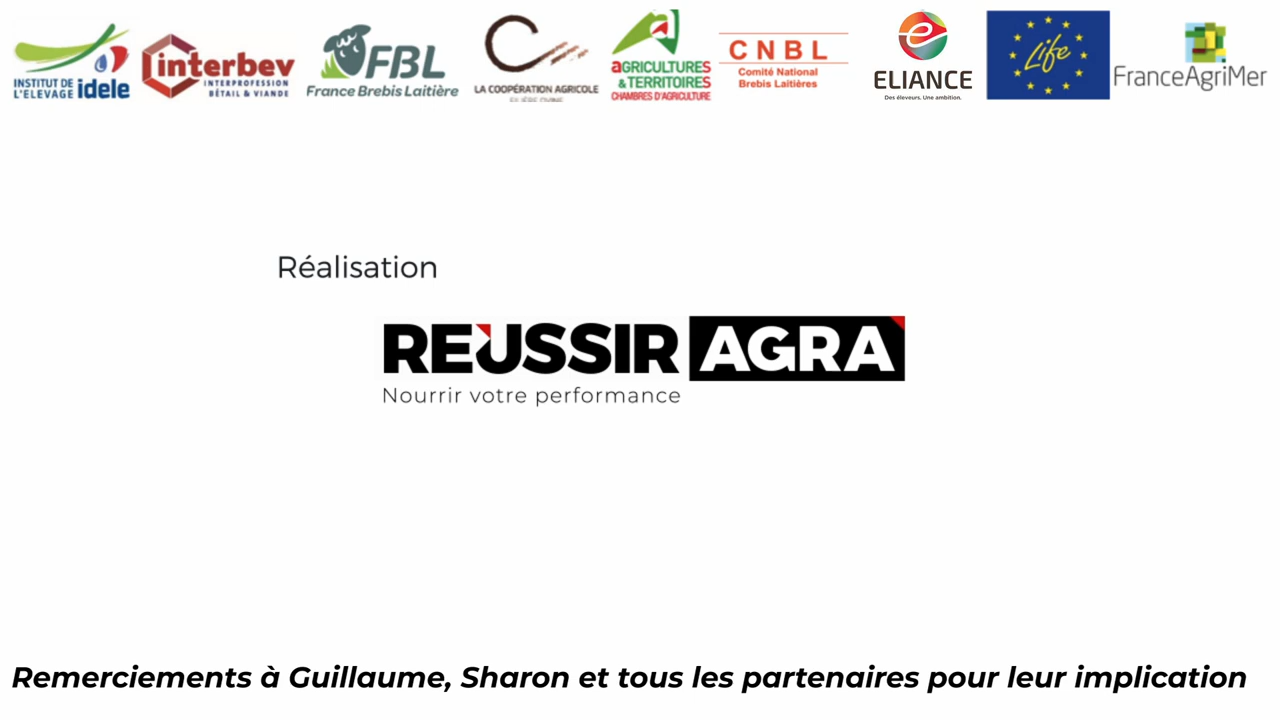 INSTITUT DE
L'ELEVAGE idele
interbev
INTERPROFESSION
BÉTAIL & VIANDE
FBL
France Brebis Laitière
LA COOPÉRATION AGRICOLE
AGRICULTURES
& TERRITOIRES
CHAMBRES D'AGRICULTURE
CNBL
Comité National
Brebis Laitières
e
ELIANCE
Des éleveurs. Une ambition.
Life
FranceAgriMer
Réalisation
REUSSIR AGRA
Nourrir votre performance
Remerciements à Guillaume, Sharon et tous les partenaires pour leur implication